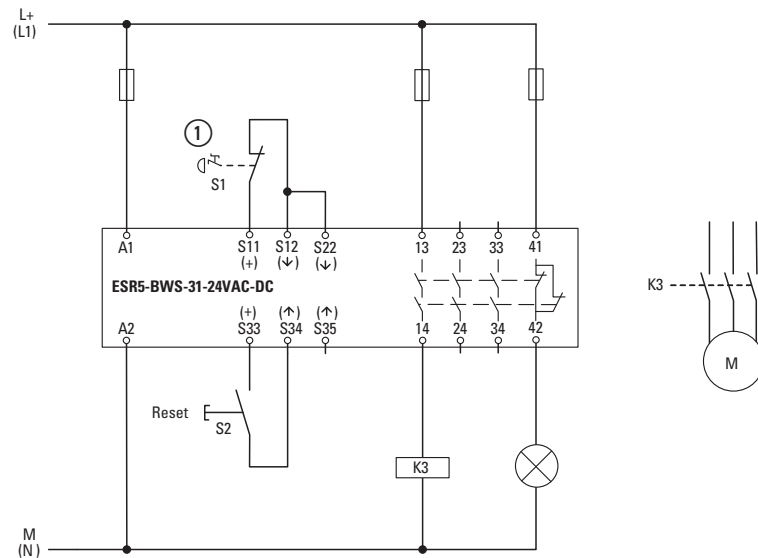 L+
(L1)
1
S1
A1 S11 S12 S22 13 23 33 41
(+) (↓) (↓)
ESR5-BWS-31-24VAC-DC
(+) (↑) (↑)
A2 S33 S34 S35 14 24 34 42
K3
M
Reset
S2
K3
M
(N)